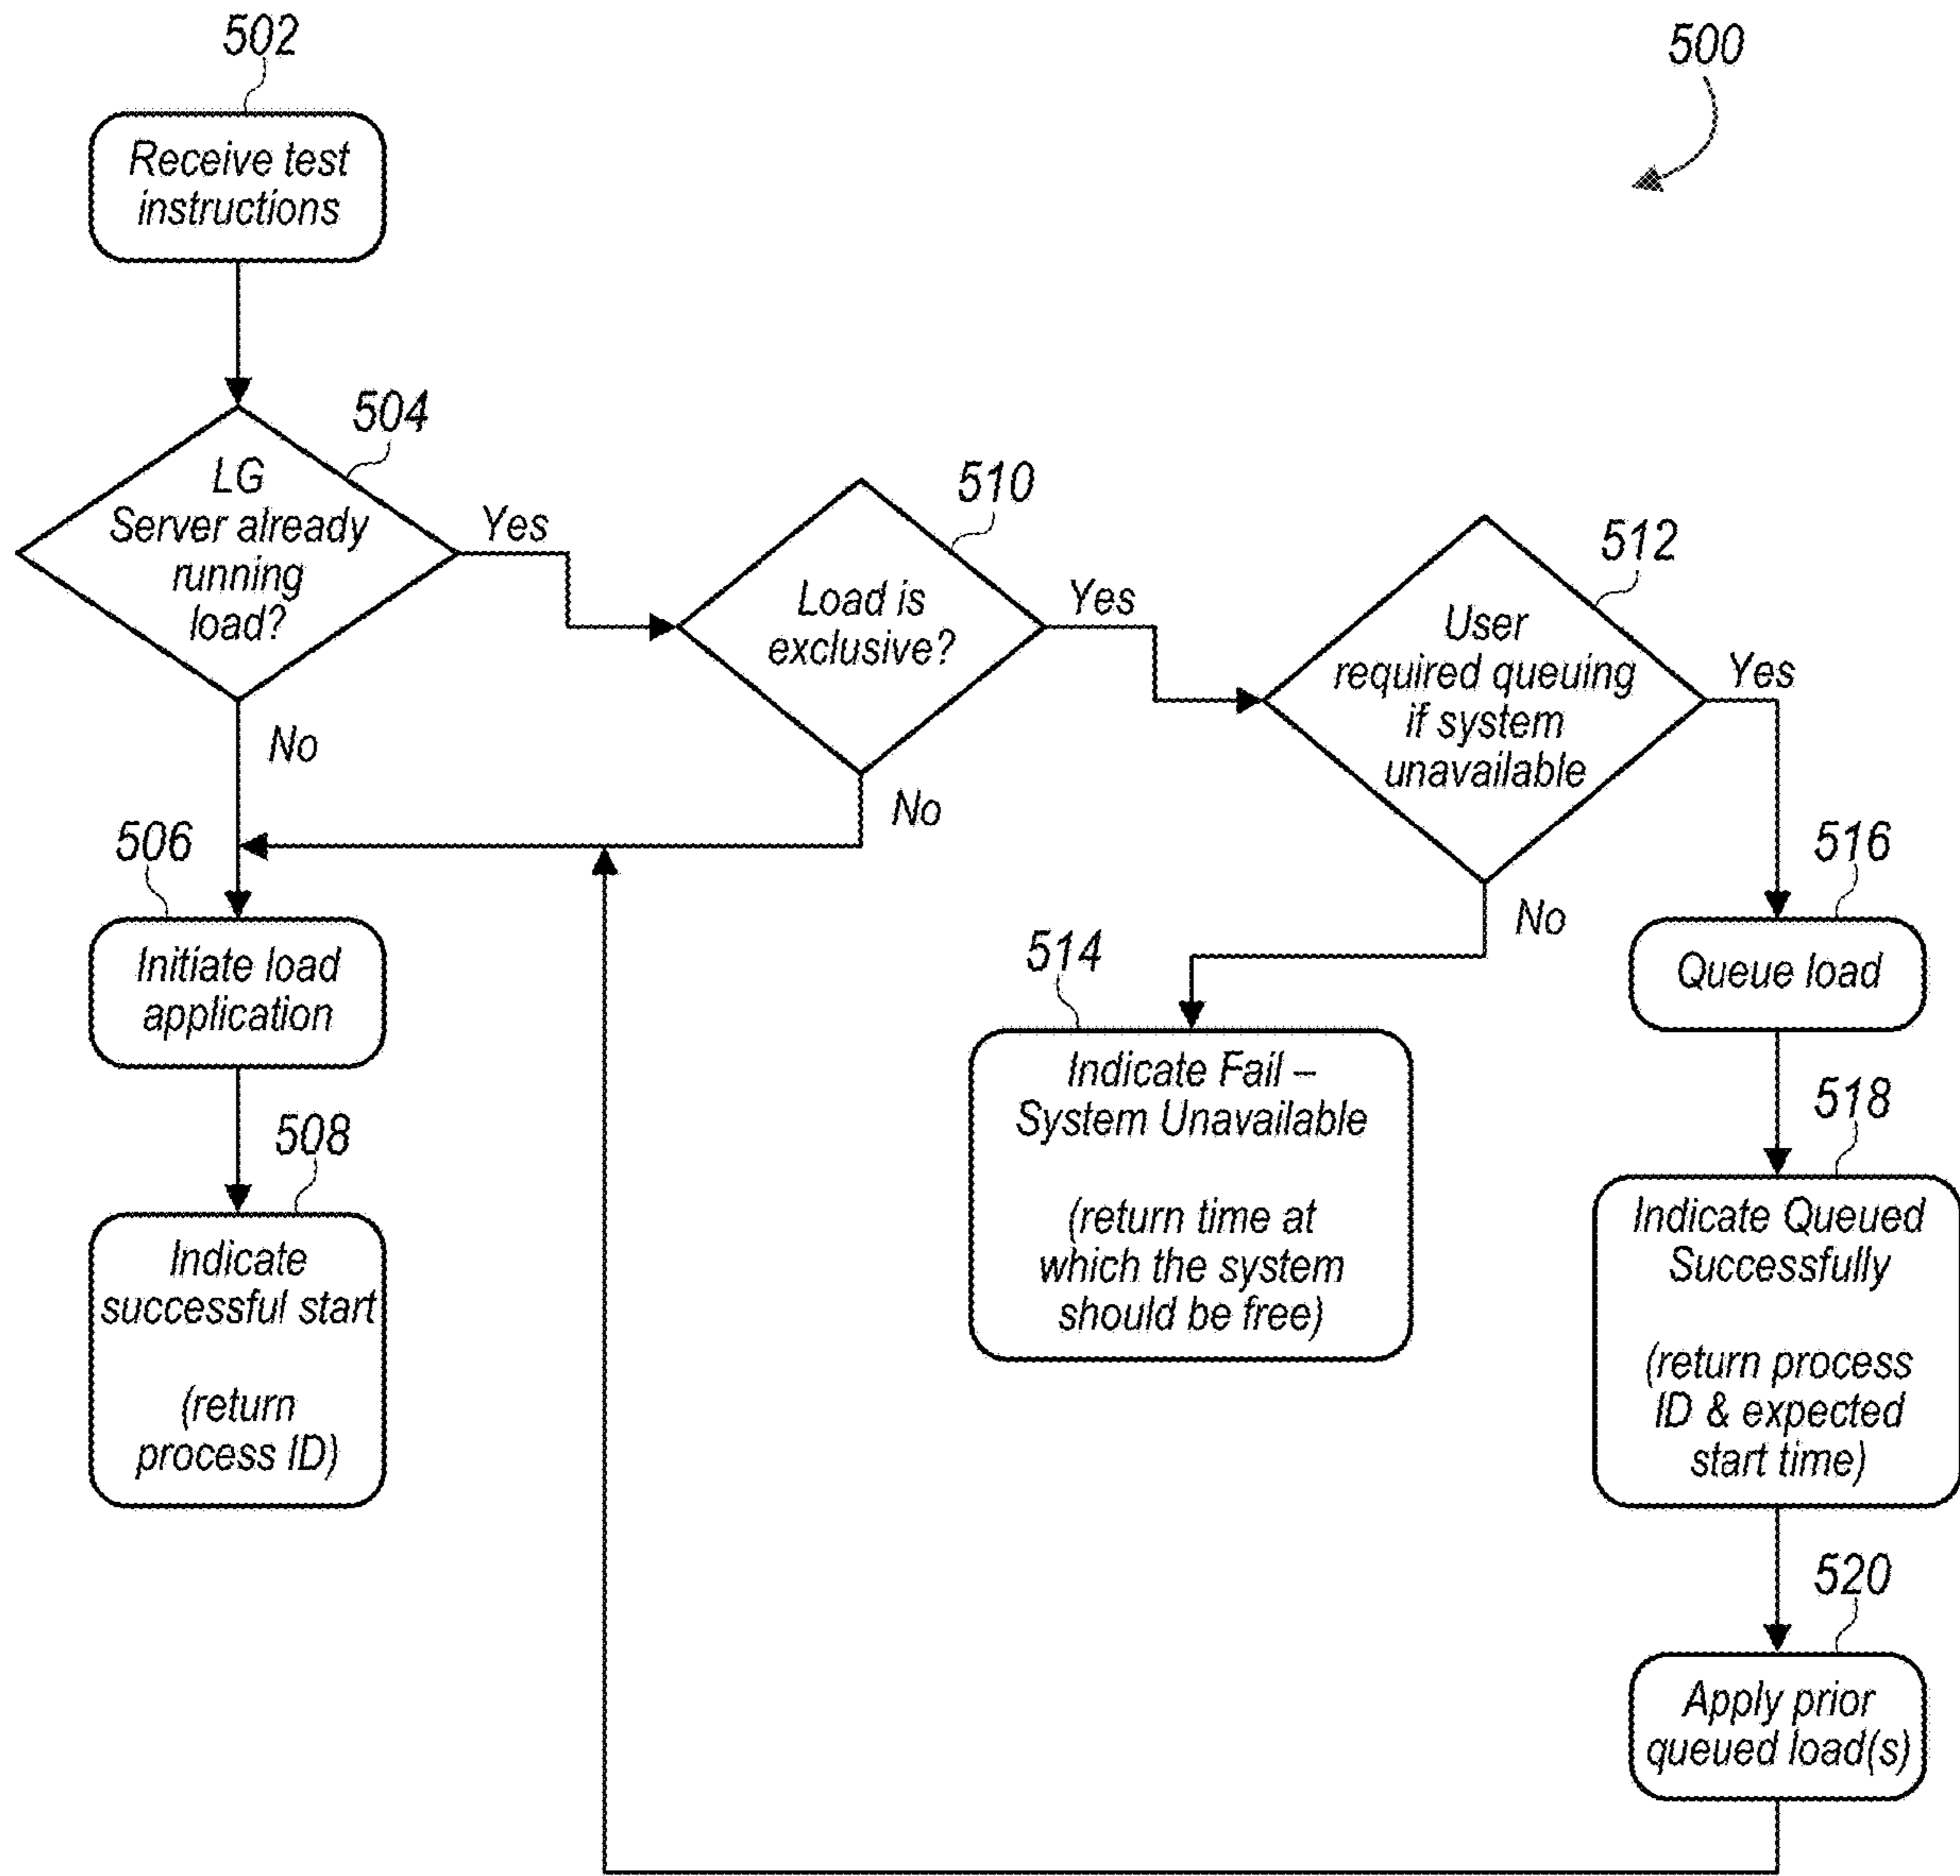 502
500
Receive test
instructions
504
LG
Server already
running
load?
Yes
No
510
Load is
exclusive?
Yes
No
512
User
required queuing
if system
unavailable
Yes
No
506
Initiate load
application
508
Indicate
successful start
(return
process ID)
514
Indicate Fail –
System Unavailable
(return time at
which the system
should be free)
516
Queue load
518
Indicate Queued
Successfully
(return process
ID & expected
start time)
520
Apply prior
queued load(s)